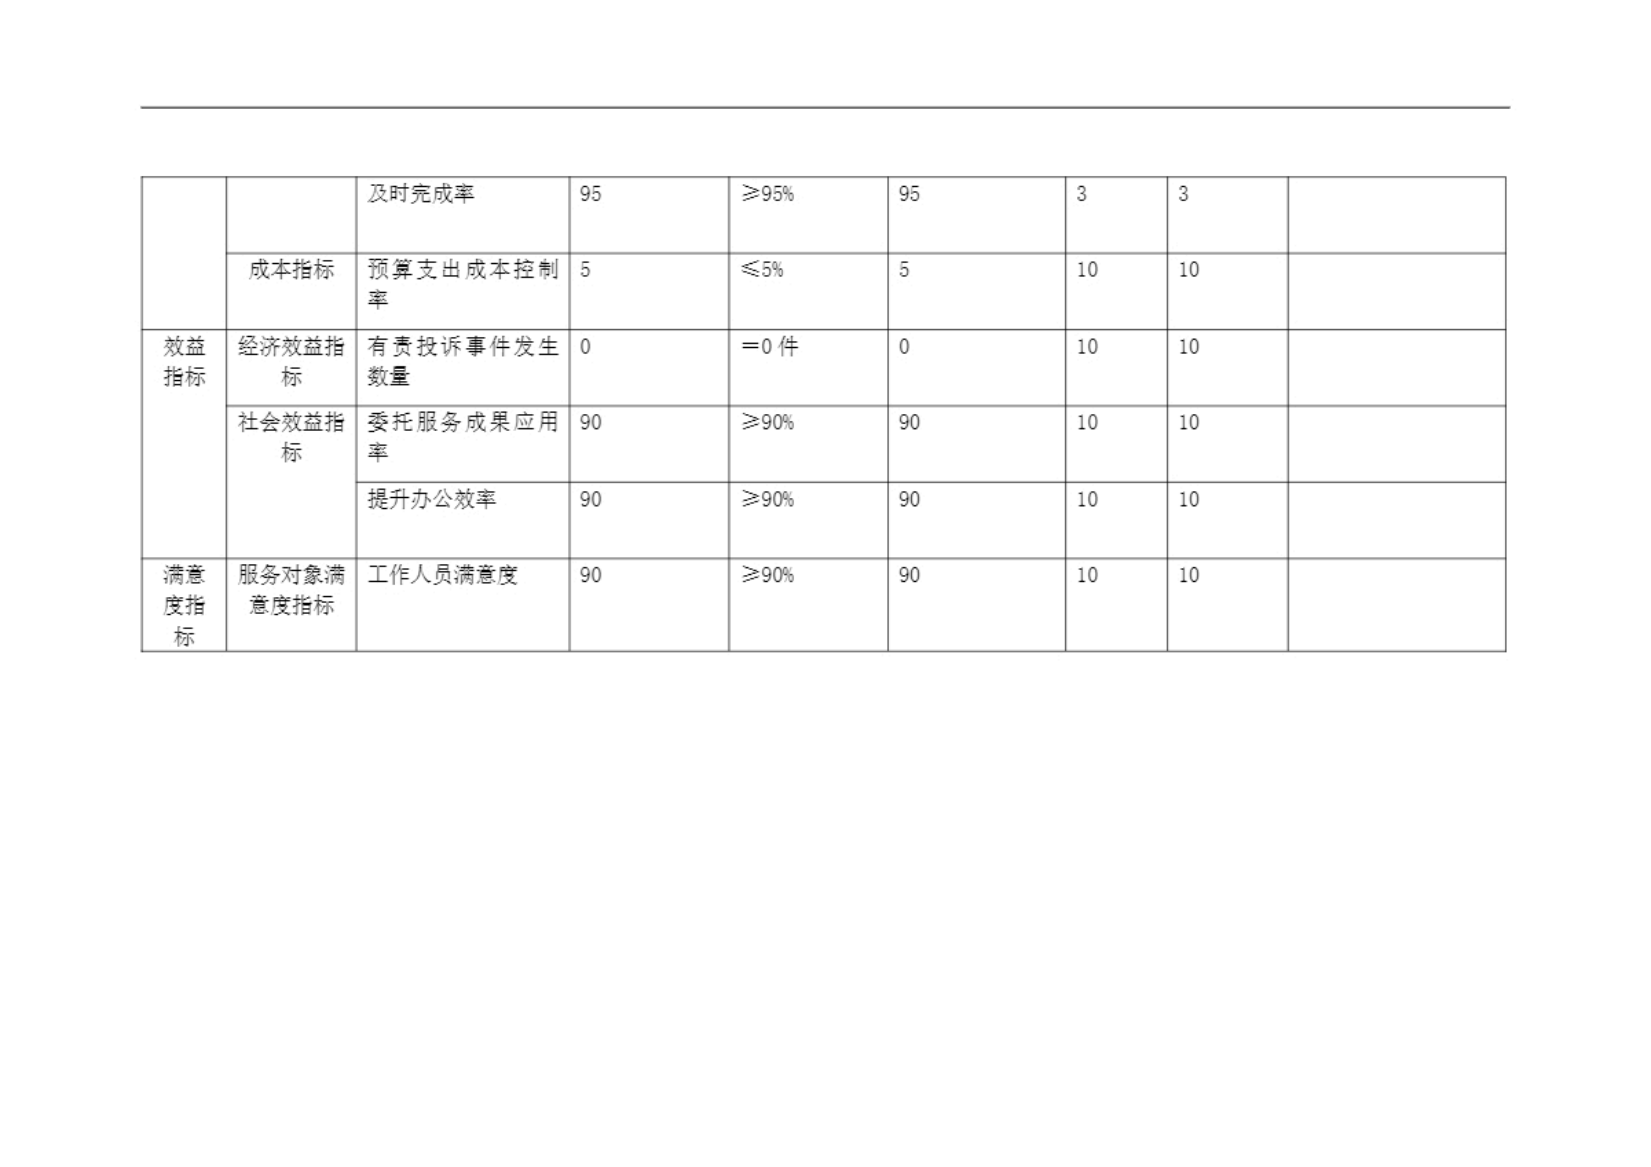 及时完成率 95 ≥95% 95 3 3
成本指标 预算支出成本控制 5 ≤5% 5 10 10
率
效益 经济效益指 有责投诉事件发生 0 =0 件 0 10 10
指标 标 数量
社会效益指 委托服务成果应用 90 ≥90% 90 10 10
标 率
提升办公效率 90 ≥90% 90 10 10
满意 服务对象满 工作人员满意度 90 ≥90% 90 10 10
度指 意度指标
标